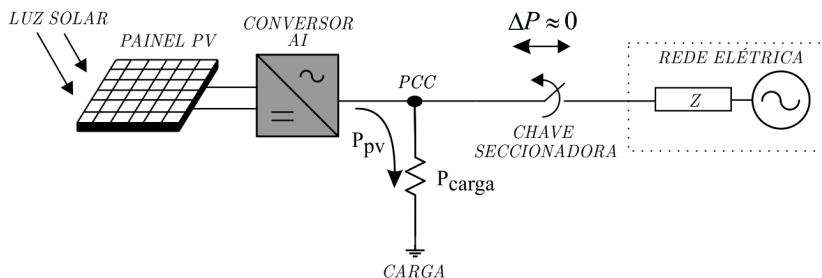 LUZ SOLAR
PAINEL PV
CONVERSOR
AI
PCC
ΔP ≈ 0
REDE ELÉTRICA
Z
CHAVE
SECCIONADORA
Ppv
Pcarga
CARGA